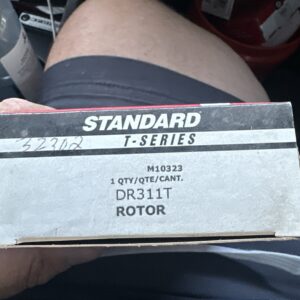 STANDARD
T-SERIES
32302
M10323
1 QTY/QTE/CANT.
DR311T
ROTOR